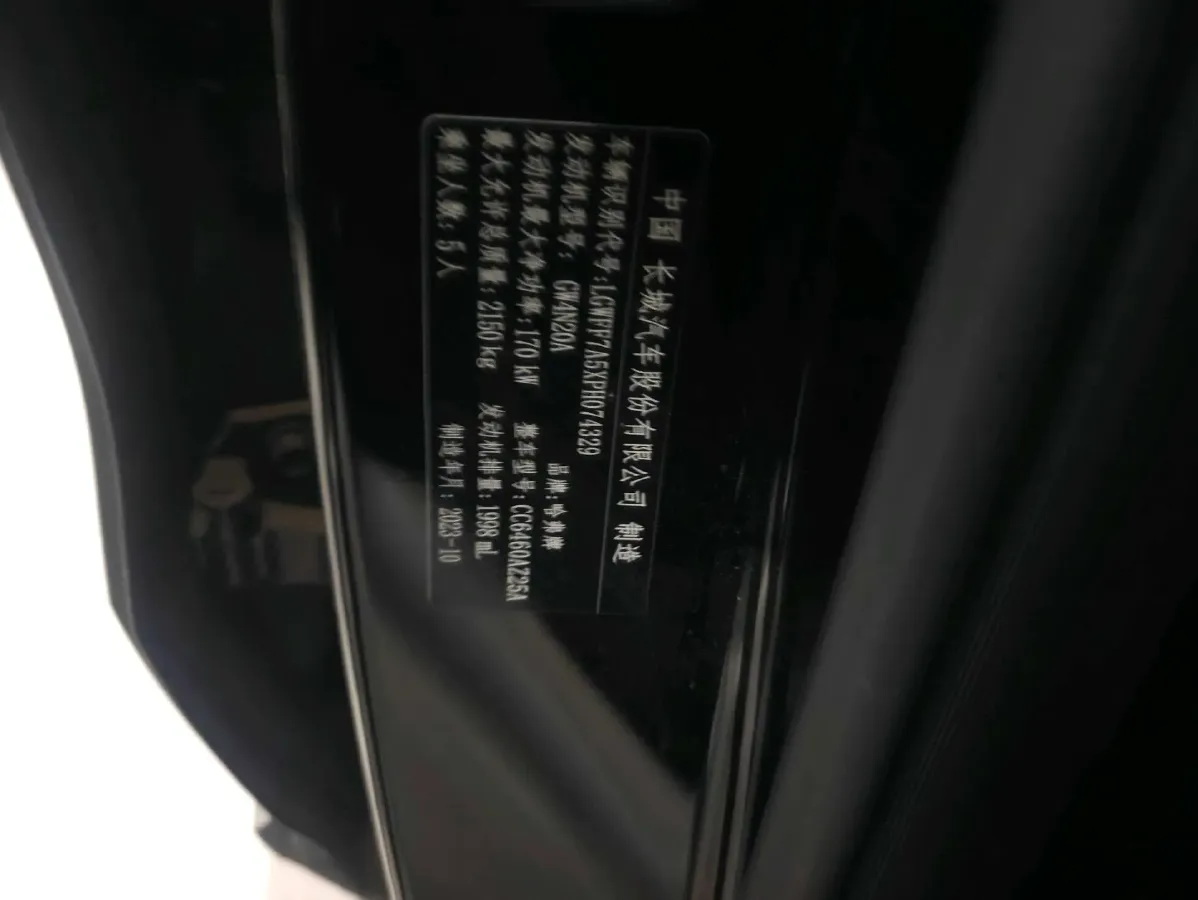 中国 长城汽车股份有限公司 制造
车辆识别代号:LGWFF7A5XPH074329
发动机型号: GW4N20A 品牌:哈弗牌
发动机最大净功率:170 kW 整车型号:CC6460AZ25A
最大允许总质量:2150 kg 发动机排量:1998 mL
乘坐人数:5人 制造年月:2023-10